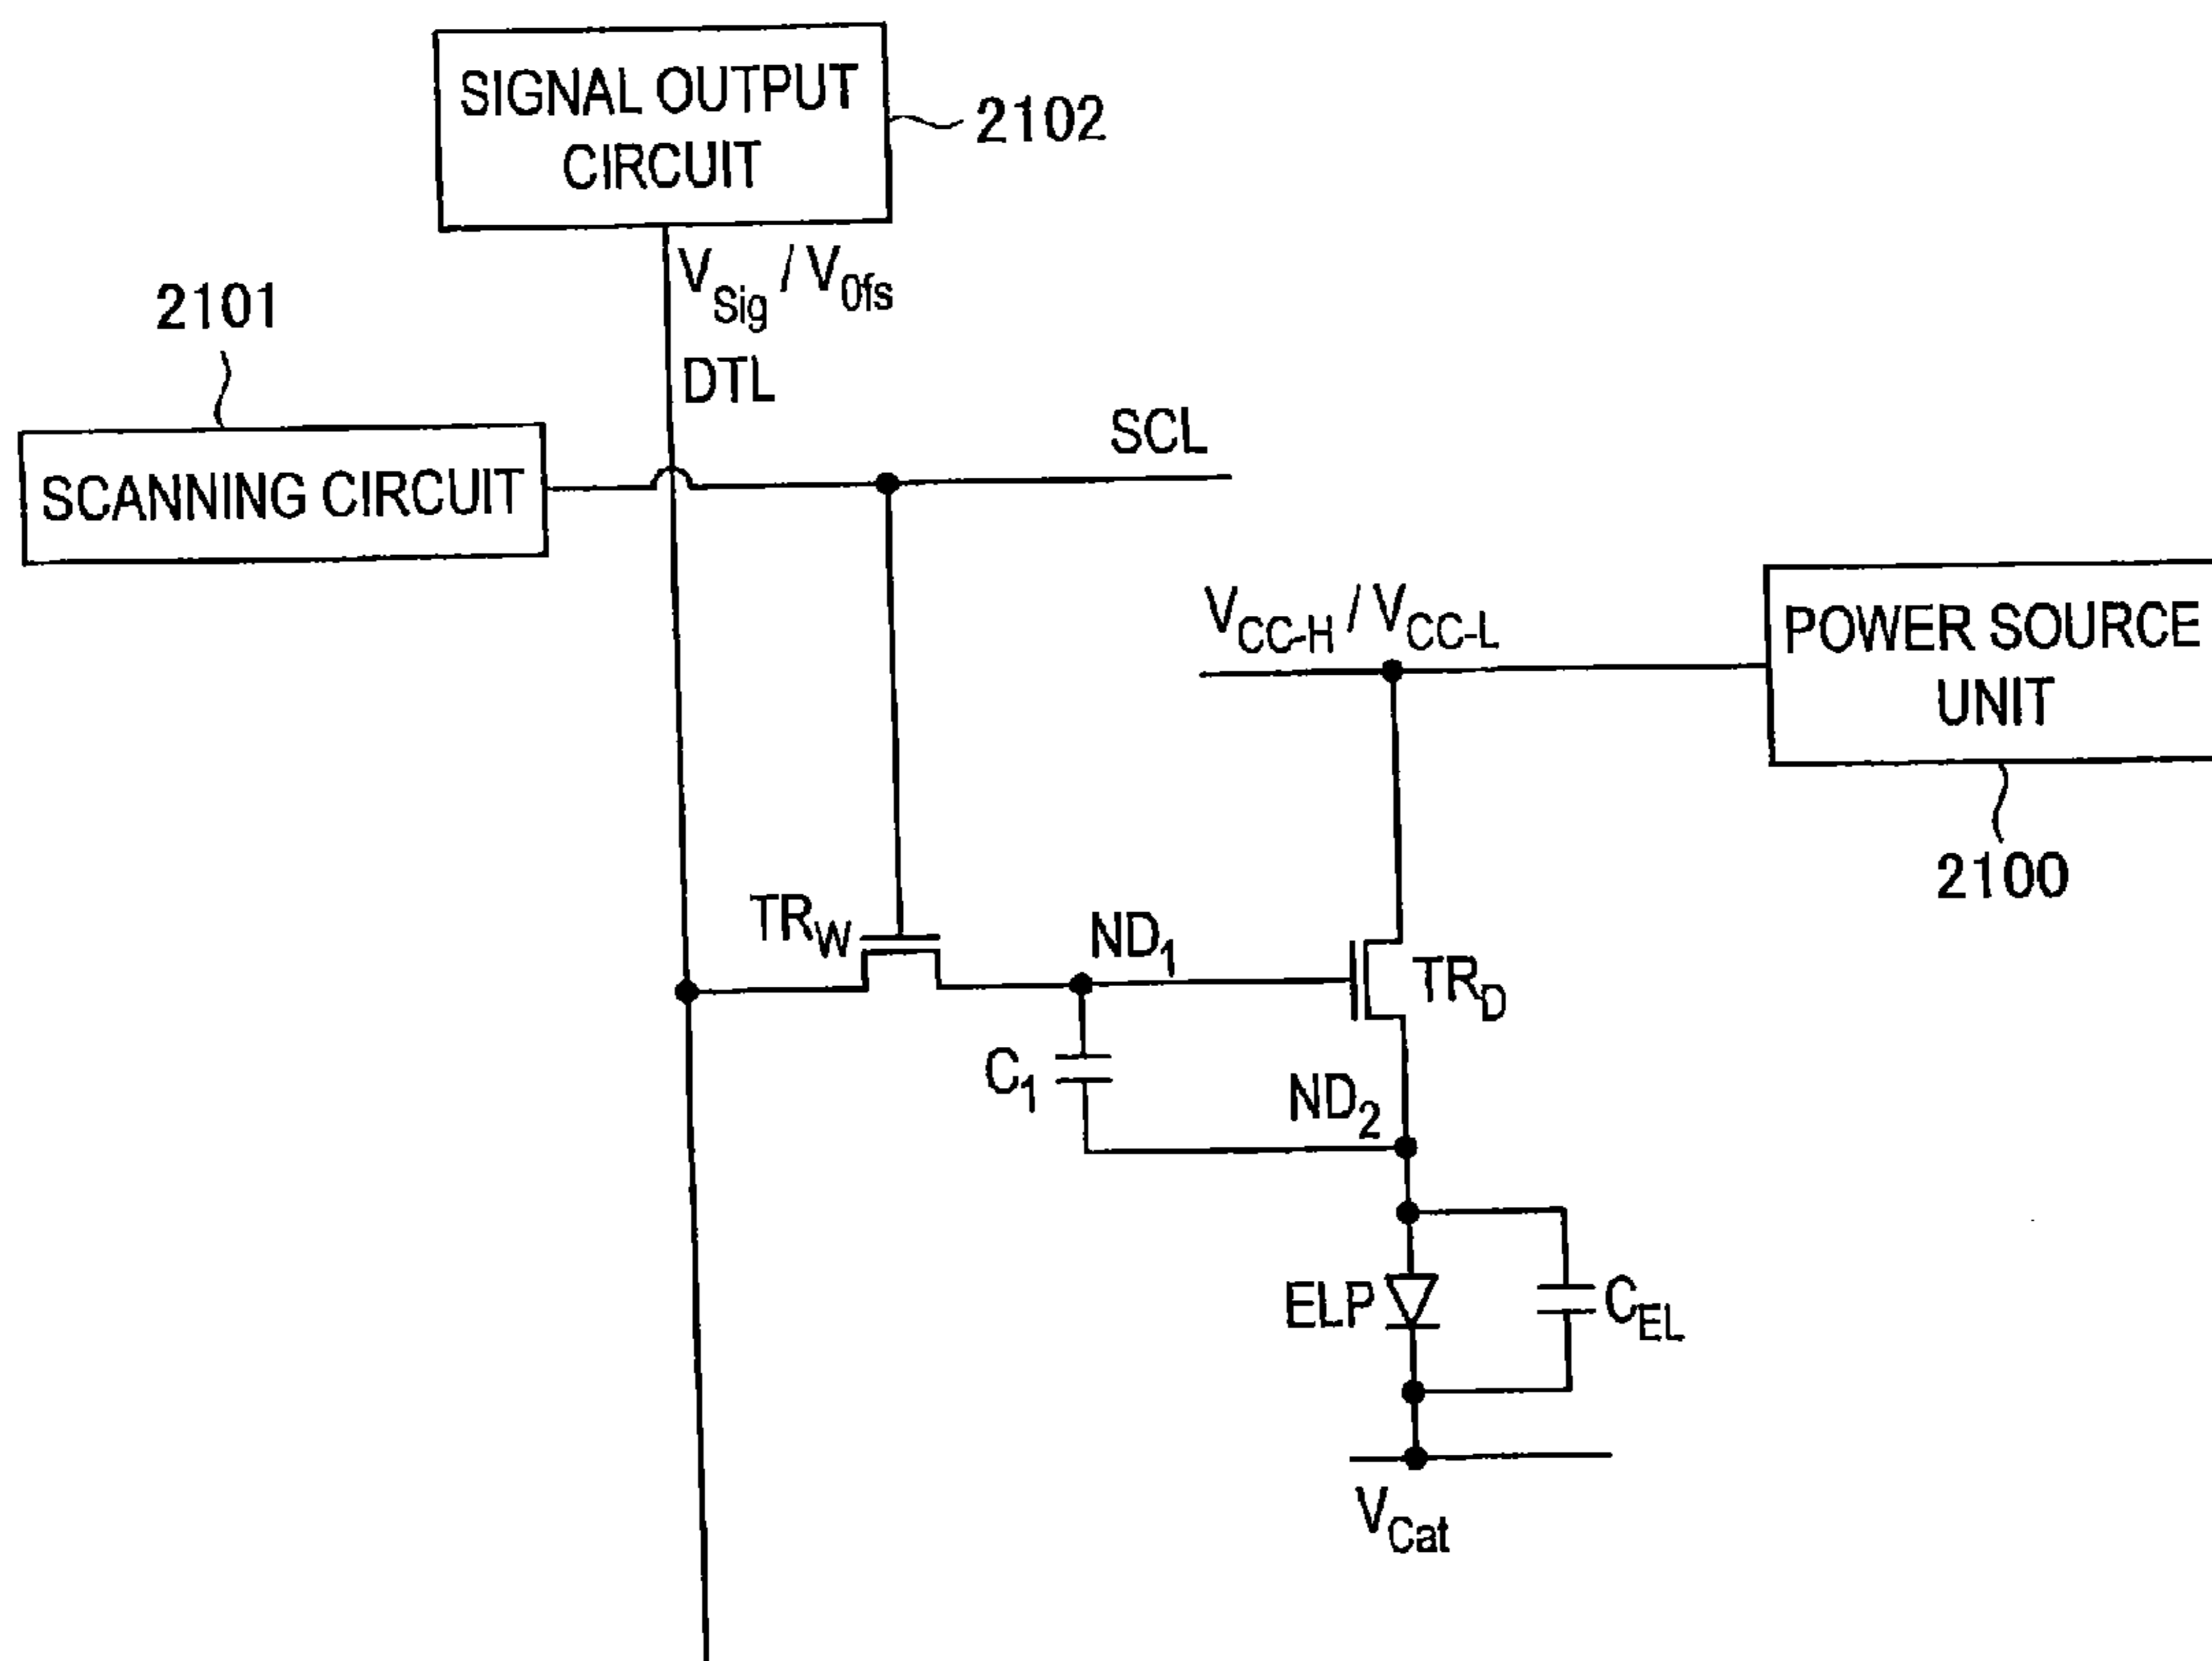 SIGNAL OUTPUT
CIRCUIT
2102
VSig / V0fs
2101
DTL
SCL
SCANNING CIRCUIT
VCC-H / VCC-L
POWER SOURCE
UNIT
2100
TRW
ND1
TRD
C1
ND2
ELP
CEL
VCat